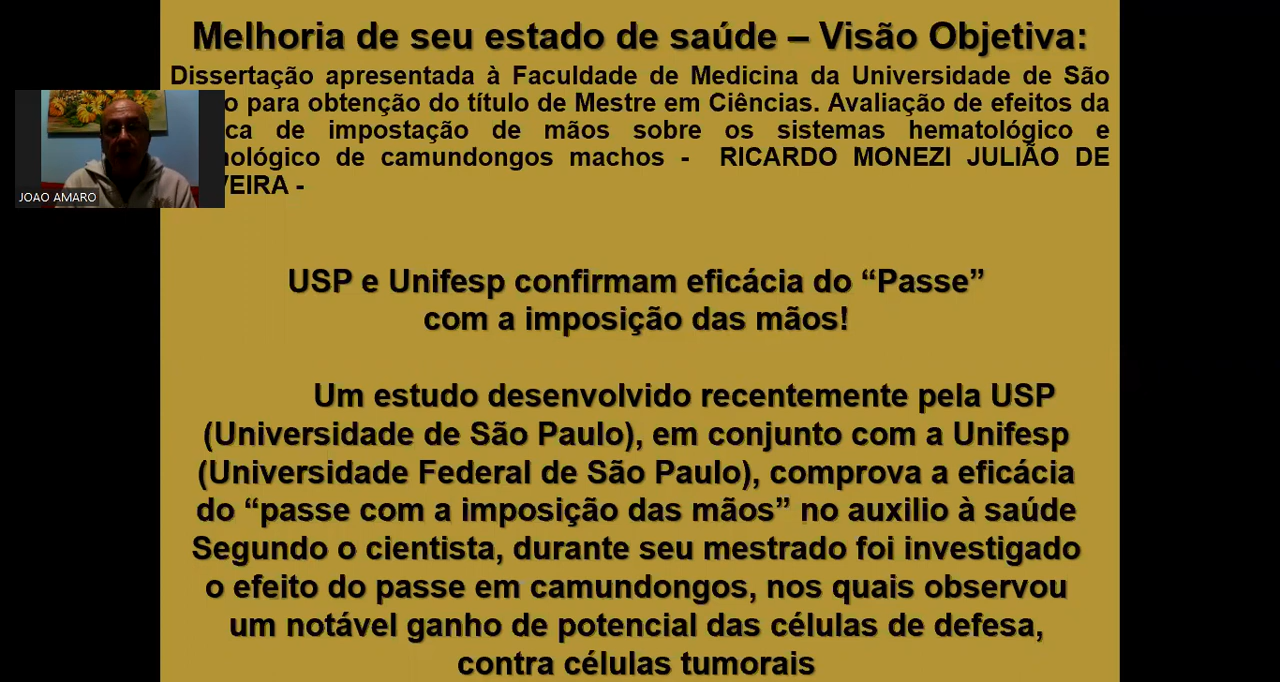 Melhoria de seu estado de saúde – Visão Objetiva:
Dissertação apresentada à Faculdade de Medicina da Universidade de São
para obtenção do título de Mestre em Ciências. Avaliação de efeitos da
de impostação de mãos sobre os sistemas hematológico e
de camundongos machos - RICARDO MONEZI JULIÃO DE
-
JOAO AMARO
USP e Unifesp confirmam eficácia do “Passe”
com a imposição das mãos!
Um estudo desenvolvido recentemente pela USP
(Universidade de São Paulo), em conjunto com a Unifesp
(Universidade Federal de São Paulo), comprova a eficácia
do “passe com a imposição das mãos” no auxilio à saúde
Segundo o cientista, durante seu mestrado foi investigado
o efeito do passe em camundongos, nos quais observou
um notável ganho de potencial das células de defesa,
contra células tumorais